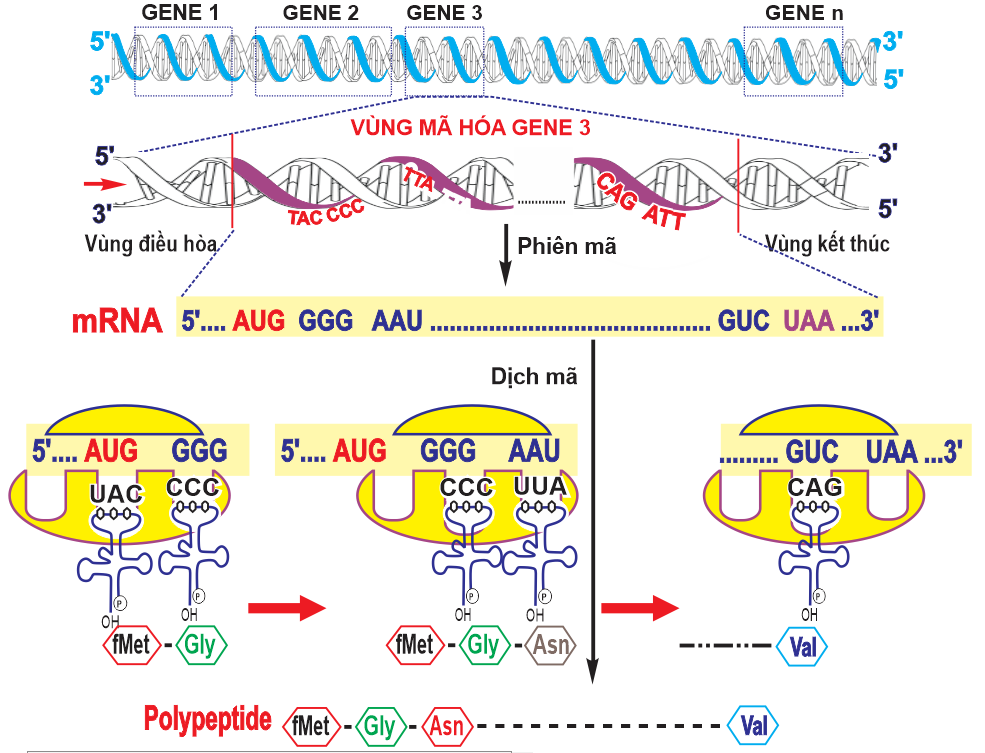 GENE 1 GENE 2 GENE 3 GENE n
5' 3'
3' 5'
VÙNG MÃ HÓA GENE 3
5' 3'
TTA
CAG ATT
TAC CCC
3' 5'
Vùng điều hòa Vùng kết thúc
Phiên mã
mRNA 5'.... AUG GGG AAU ........................................... GUC UAA ...3'
Dịch mã
5'.... AUG GGG
5'.... AUG GGG AAU
......... GUC UAA ...3'
UAC CCC
CCC UUA
CAG
P P P
OH OH OH OH
fMet - Gly
fMet - Gly - Asn
Val
Polypeptide fMet - Gly - Asn - - - - - - - - - - - - - Val